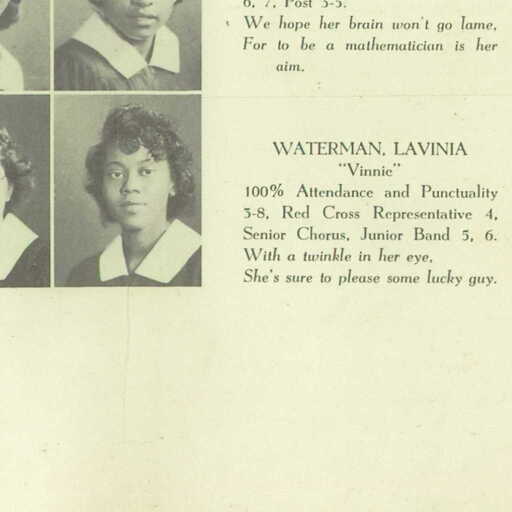 6, 7, Post 3-5.
We hope her brain won't go lame,
For to be a mathematician is her
aim.
WATERMAN, LAVINIA
"Vinnie"
100% Attendance and Punctuality
3-8, Red Cross Representative 4,
Senior Chorus, Junior Band 5, 6.
With a twinkle in her eye,
She's sure to please some lucky guy.